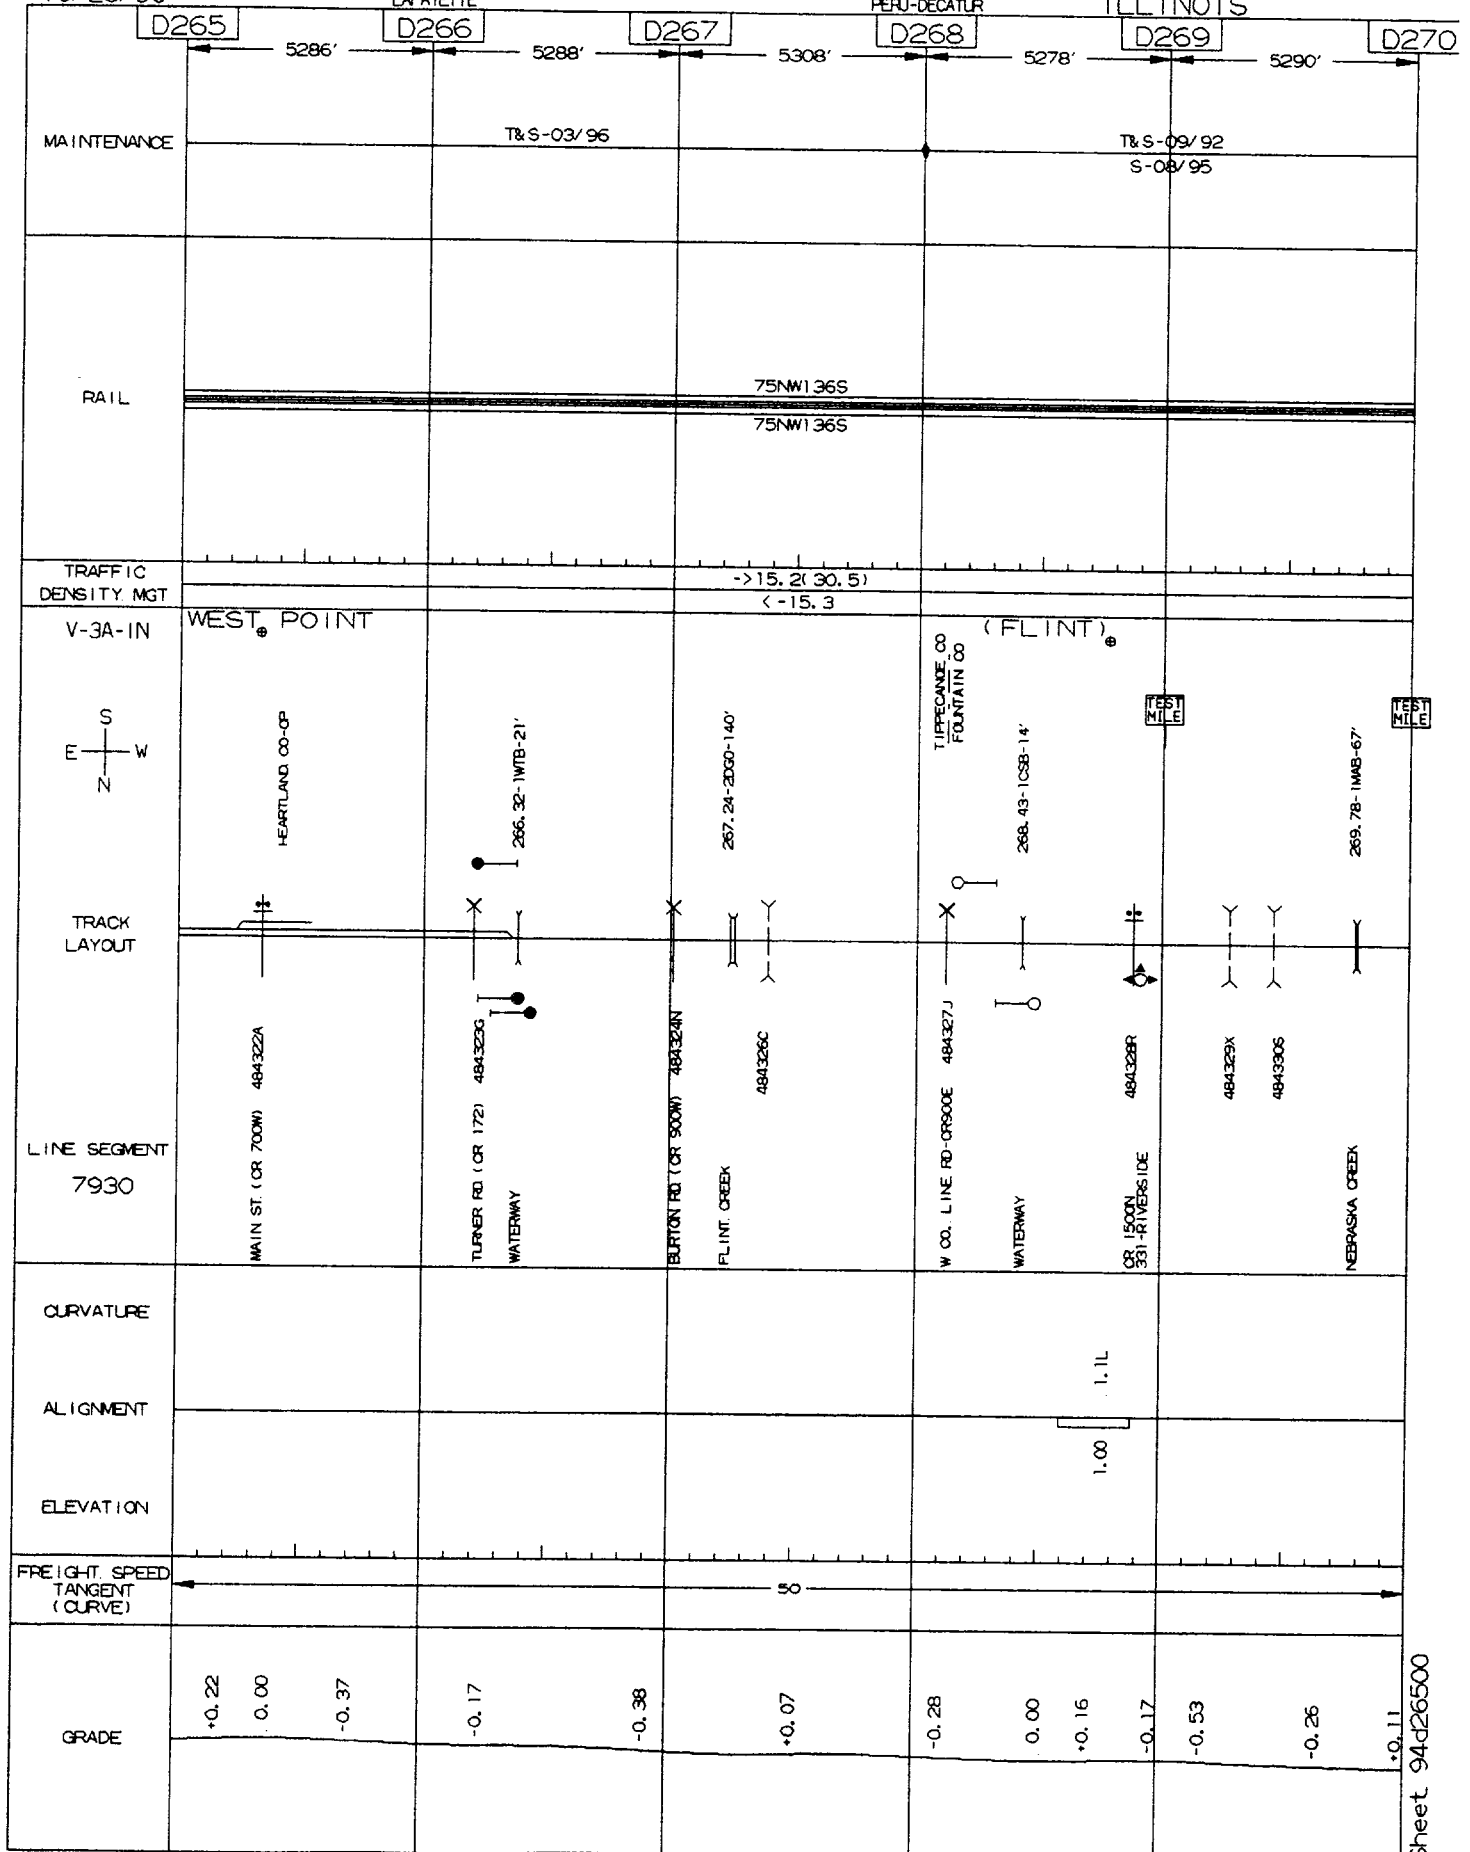 PERU-DECATUR
ILLINOIS
D265
D266
D267
D268
D269
D270
5286'
5288'
5308'
5278'
5290'
MAINTENANCE
T&S-03/96
T&S-09/92
S-08/95
RAIL
75NW136S
75NW136S
TRAFFIC
DENSITY MGT
->15.2(30.5)
<-15.3
V-3A-IN
WEST POINT
(FLINT)
TIPPECANOE CO
FOUNTAIN CO
TEST
MILE
TEST
MILE
S
E
W
N
HEARTLAND CO-OP
266.32-1WTB-21'
267.24-2DGO-140'
268.43-1CSB-14'
269.78-1MAB-67'
TRACK
LAYOUT
LINE SEGMENT
7930
MAIN ST. (CR 700W) 484322A
TURNER RD. (CR 172) 484323G
WATERWAY
BURTON RD. (CR 900W) 484324N
FLINT CREEK
484326C
W CO. LINE RD-CR900E 484327J
WATERWAY
CR 1500N
484328R
331-RIVERSIDE
484329X
484330S
NEBRASKA CREEK
CURVATURE
1.1L
ALIGNMENT
1.00
ELEVATION
FREIGHT SPEED
TANGENT
(CURVE)
50
GRADE
+0.22
0.00
-0.37
-0.17
-0.38
+0.07
-0.28
0.00
+0.16
-0.17
-0.53
-0.26
+0.11
Sheet 94d26500